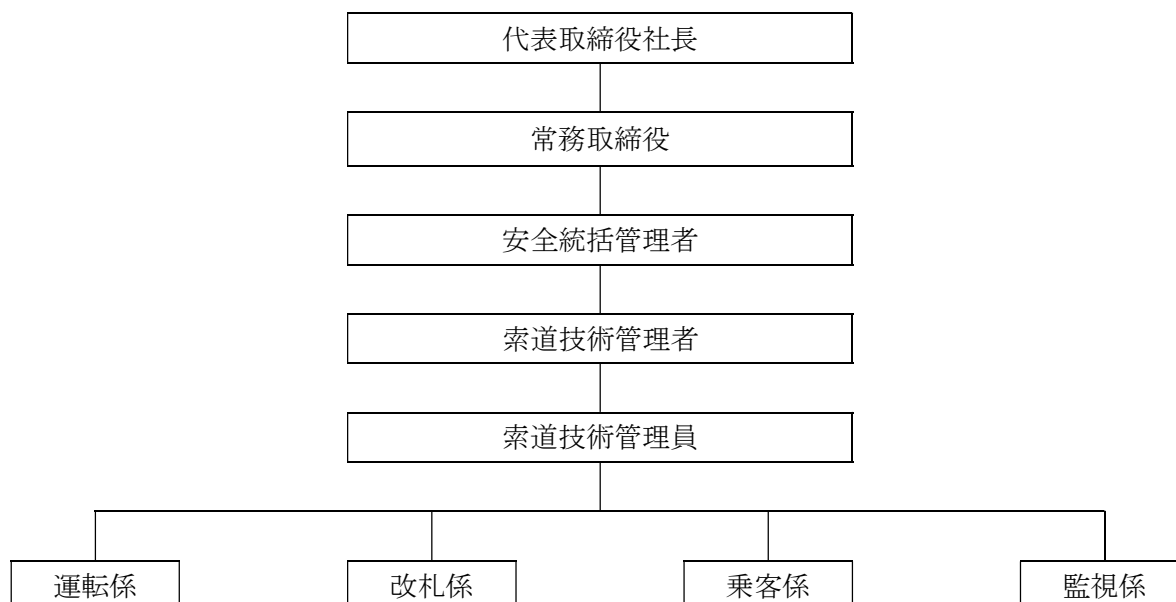 代表取締役社長
常務取締役
安全統括管理者
索道技術管理者
索道技術管理員
運転係 改札係 乗客係 監視係